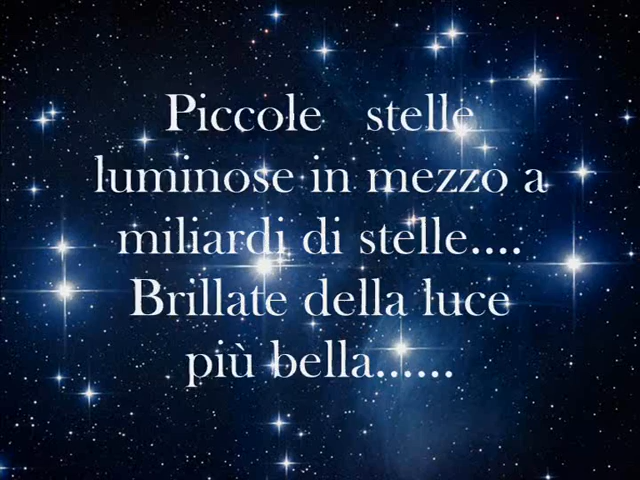 Piccole stelle
luminose in mezzo a
miliardi di stelle....
Brillate della luce
più bella......